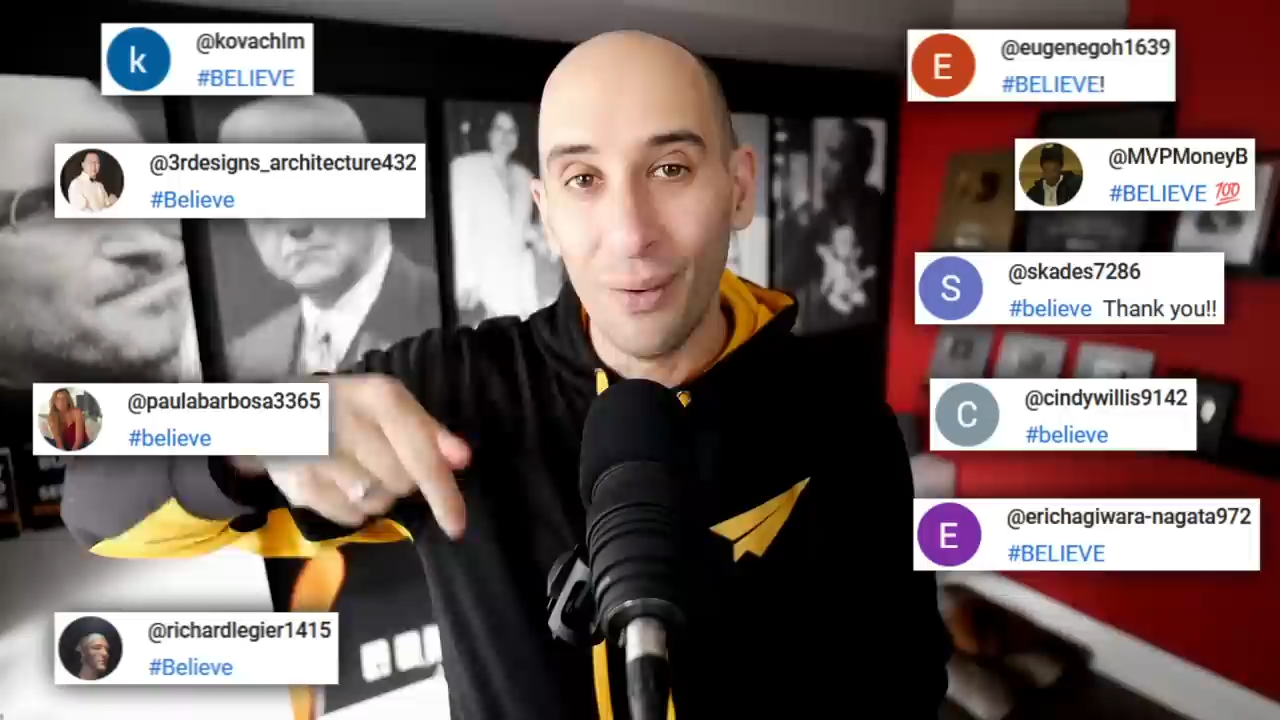 k
@kovachlm
#BELIEVE
@3rdesigns_architecture432
#Believe
@paulabarbosa3365
#believe
@richardlegier1415
#Believe
E
@eugenegoh1639
#BELIEVE!
@MVPMoneyB
#BELIEVE 💯
S
@skades7286
#believe Thank you!!
C
@cindywillis9142
#believe
E
@erichagiwara-nagata972
#BELIEVE